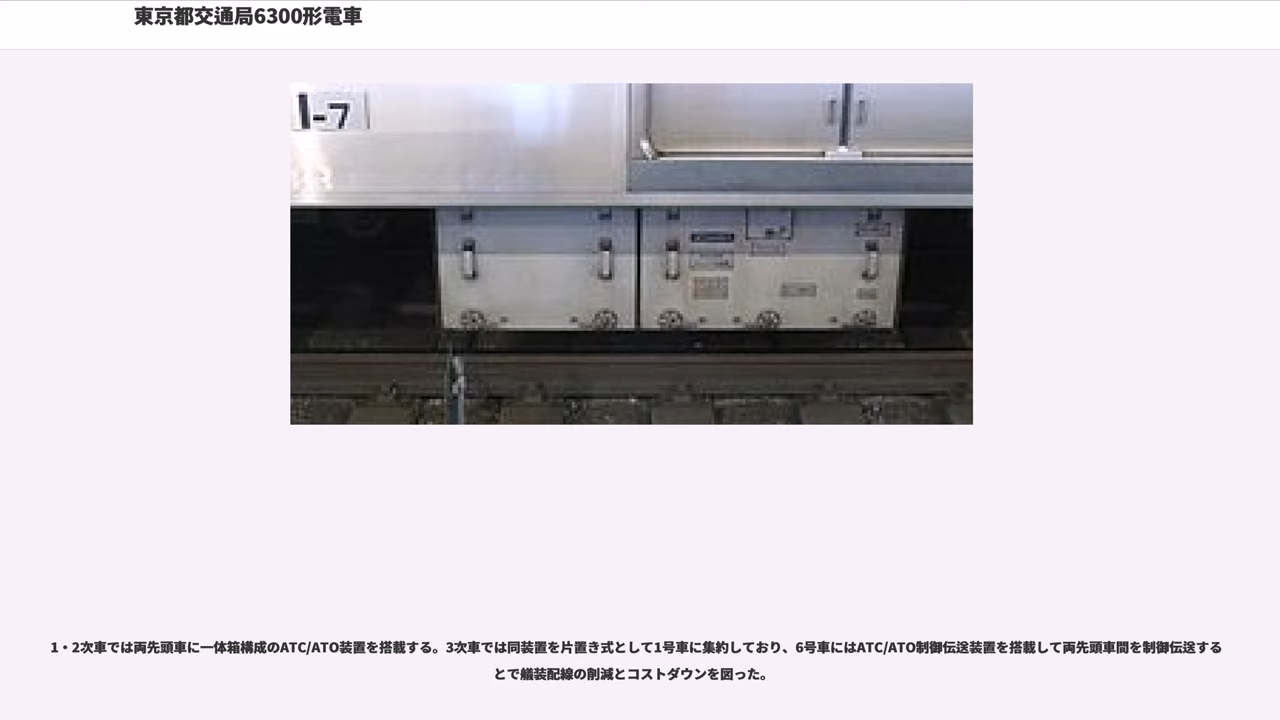 東京都交通局6300形電車
I-7
1・2次車では両先頭車に一体箱構成のATC/ATO装置を搭載する。3次車では同装置を片置き式として1号車に集約しており、6号車にはATC/ATO制御伝送装置を搭載して両先頭車間を制御伝送する
とで艤装配線の削減とコストダウンを図った。